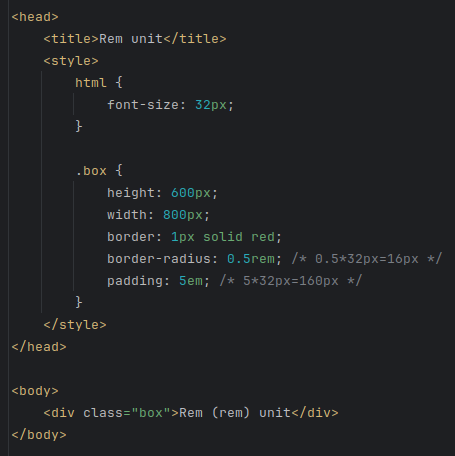 <head>
    <title>Rem unit</title>
    <style>
        html {
            font-size: 32px;
        }

        .box {
            height: 600px;
            width: 800px;
            border: 1px solid red;
            border-radius: 0.5rem; /* 0.5*32px=16px */
            padding: 5em; /* 5*32px=160px */
        }
    </style>
</head>

<body>
    <div class="box">Rem (rem) unit</div>
</body>